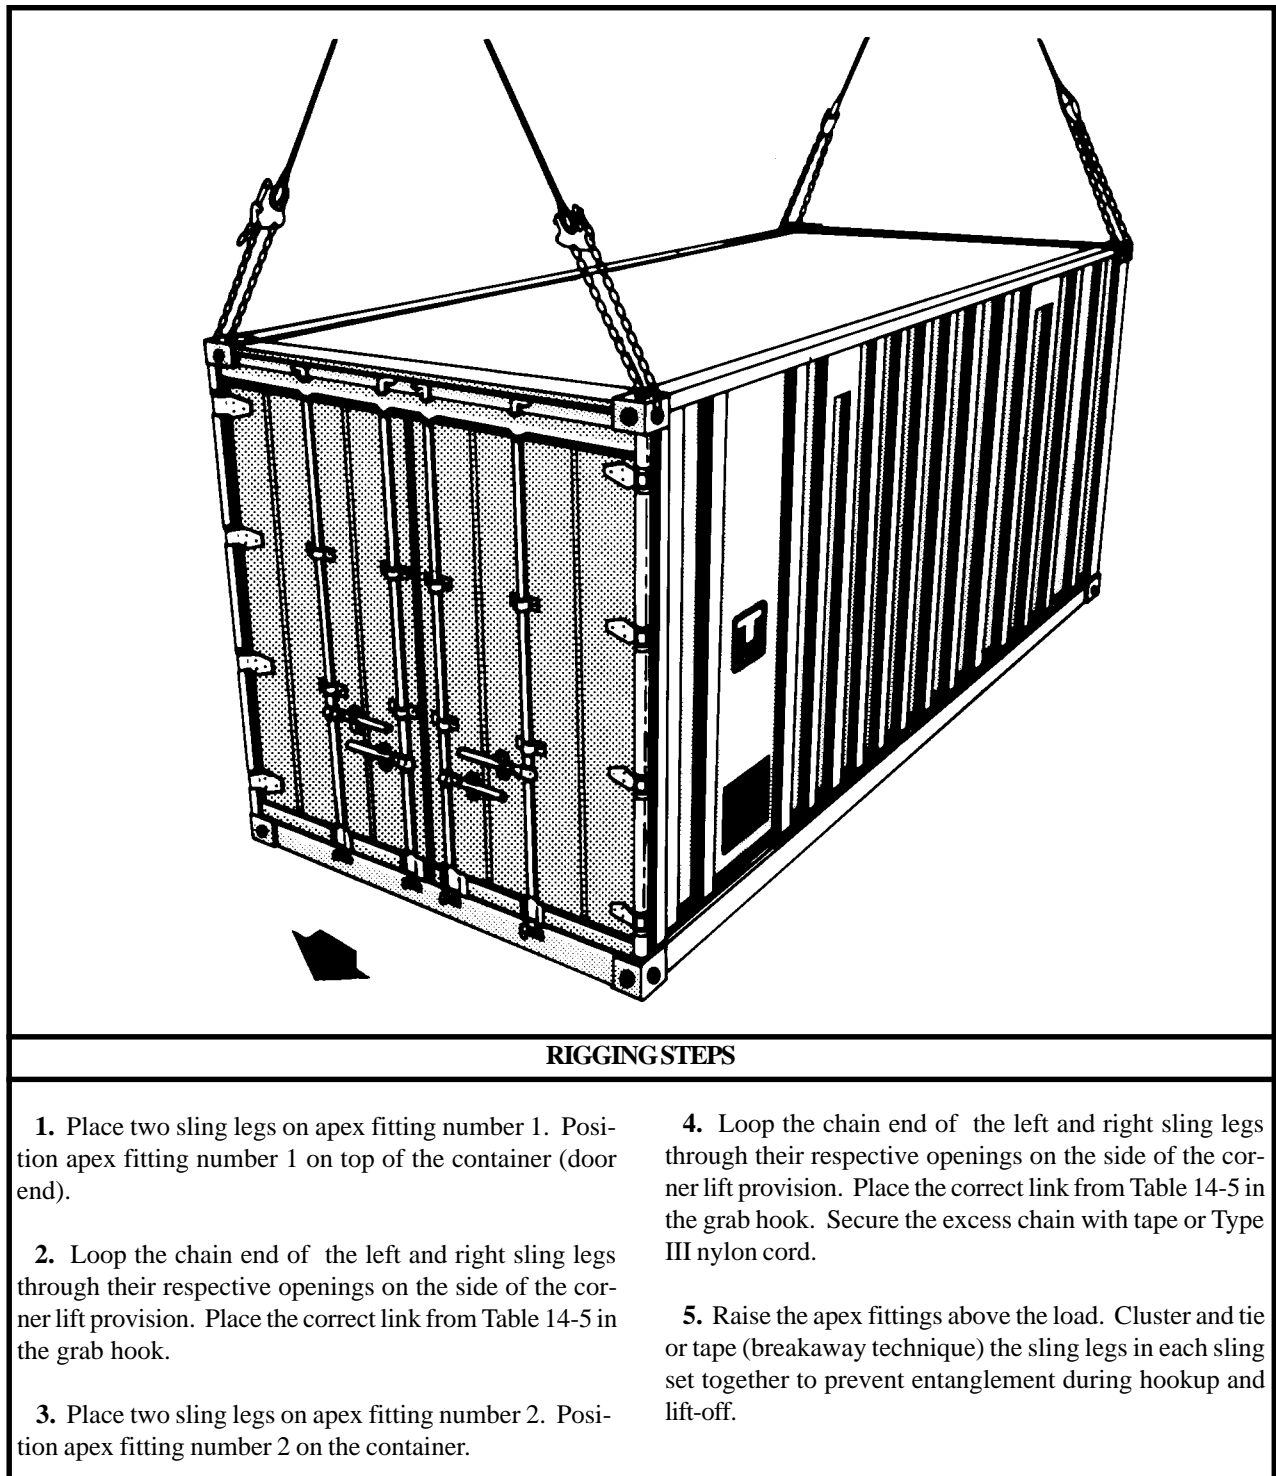 T
RIGGING STEPS
1. Place two sling legs on apex fitting number 1. Posi-
tion apex fitting number 1 on top of the container (door
end).
2. Loop the chain end of the left and right sling legs
through their respective openings on the side of the cor-
ner lift provision. Place the correct link from Table 14-5 in
the grab hook.
3. Place two sling legs on apex fitting number 2. Posi-
tion apex fitting number 2 on the container.
4. Loop the chain end of the left and right sling legs
through their respective openings on the side of the cor-
ner lift provision. Place the correct link from Table 14-5 in
the grab hook. Secure the excess chain with tape or Type
III nylon cord.
5. Raise the apex fittings above the load. Cluster and tie
or tape (breakaway technique) the sling legs in each sling
set together to prevent entanglement during hookup and
lift-off.